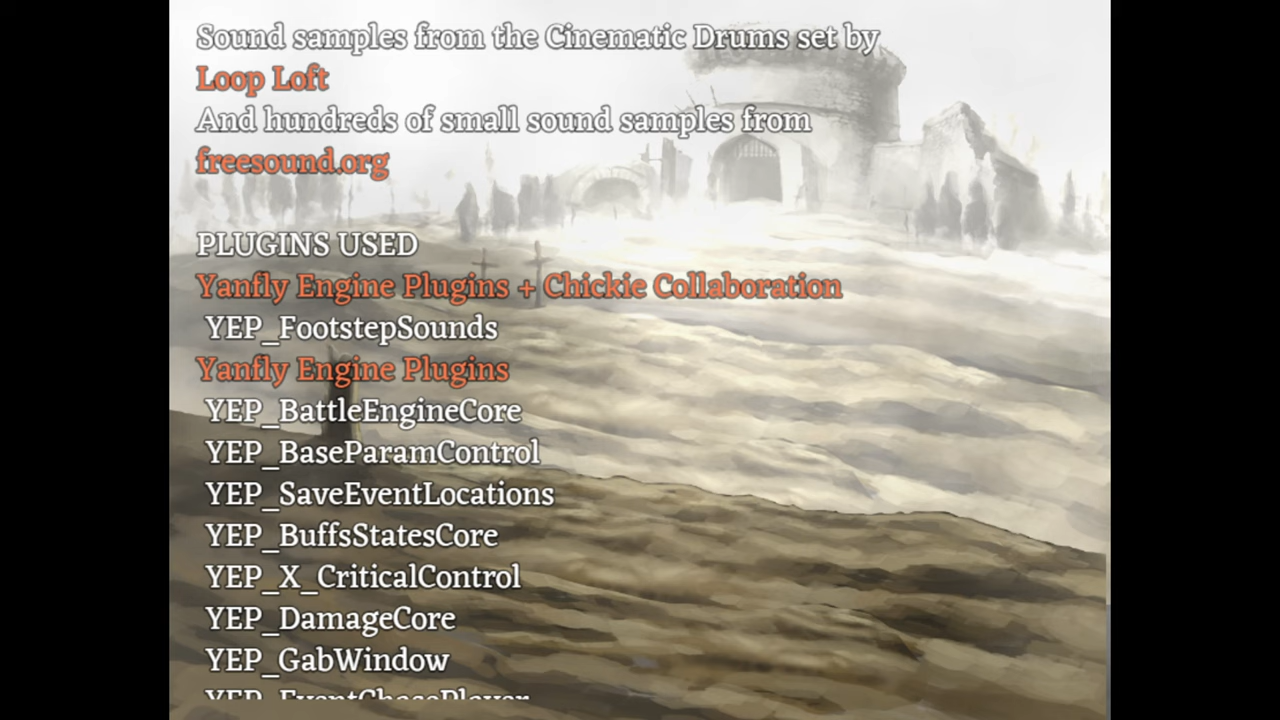 Sound samples from the Cinematic Drums set by
Loop Loft
And hundreds of small sound samples from
freesound.org
PLUGINS USED
Yanfly Engine Plugins + Chickie Collaboration
YEP_FootstepSounds
Yanfly Engine Plugins
YEP_BattleEngineCore
YEP_BaseParamControl
YEP_SaveEventLocations
YEP_BuffsStatesCore
YEP_X_CriticalControl
YEP_DamageCore
YEP_GabWindow
YEP_EventChasePlayer